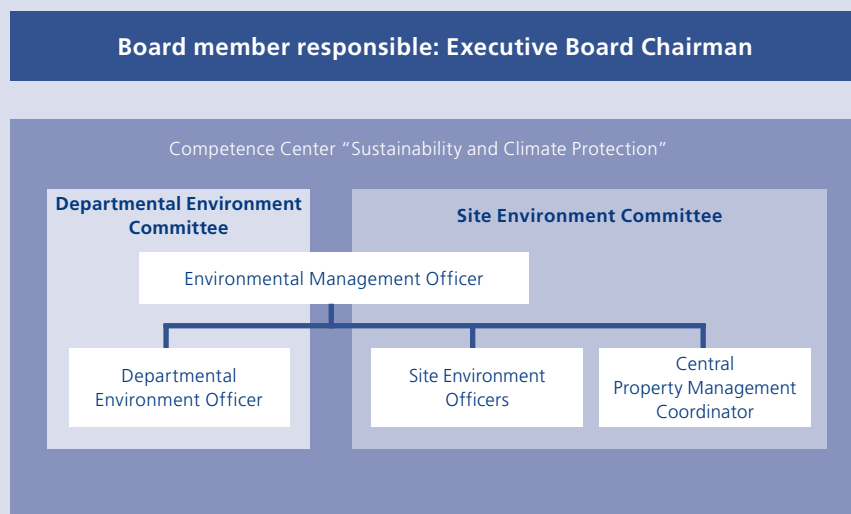 Board member responsible: Executive Board Chairman
Competence Center “Sustainability and Climate Protection”
Departmental Environment
Committee
Site Environment Committee
Environmental Management Officer
Departmental
Environment Officer
Site Environment
Officers
Central
Property Management
Coordinator